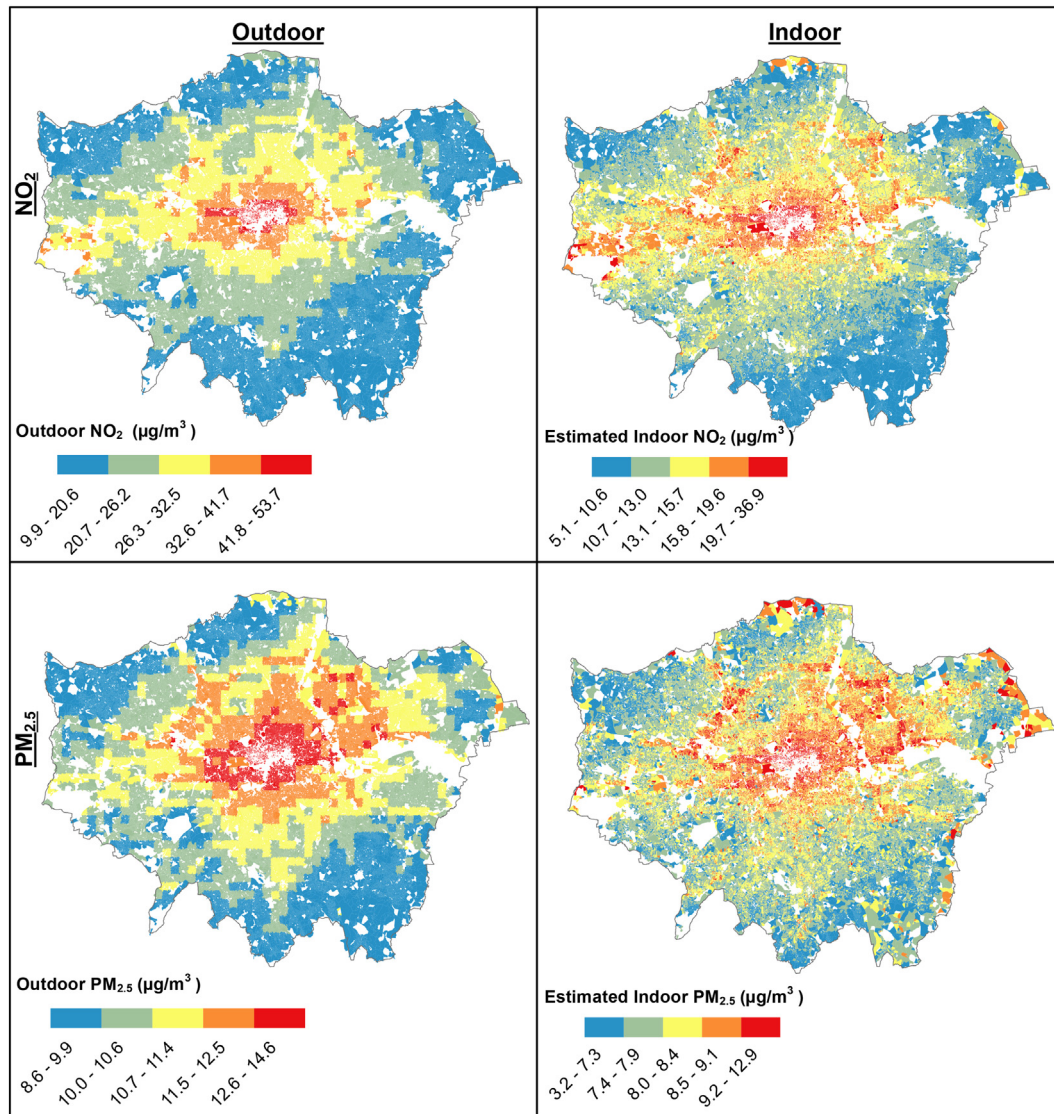 Outdoor
Indoor
NO₂
Outdoor NO₂ (µg/m³ )
9.9 - 20.6
20.7 - 26.2
26.3 - 32.5
32.6 - 41.7
41.8 - 53.7
Estimated Indoor NO₂ (µg/m³ )
5.1 - 10.6
10.7 - 13.0
13.1 - 15.7
15.8 - 19.6
19.7 - 36.9
PM₂.₅
Outdoor PM₂.₅ (µg/m³ )
8.6 - 9.9
10.0 - 10.6
10.7 - 11.4
11.5 - 12.5
12.6 - 14.6
Estimated Indoor PM₂.₅ (µg/m³ )
3.2 - 7.3
7.4 - 7.9
8.0 - 8.4
8.5 - 9.1
9.2 - 12.9